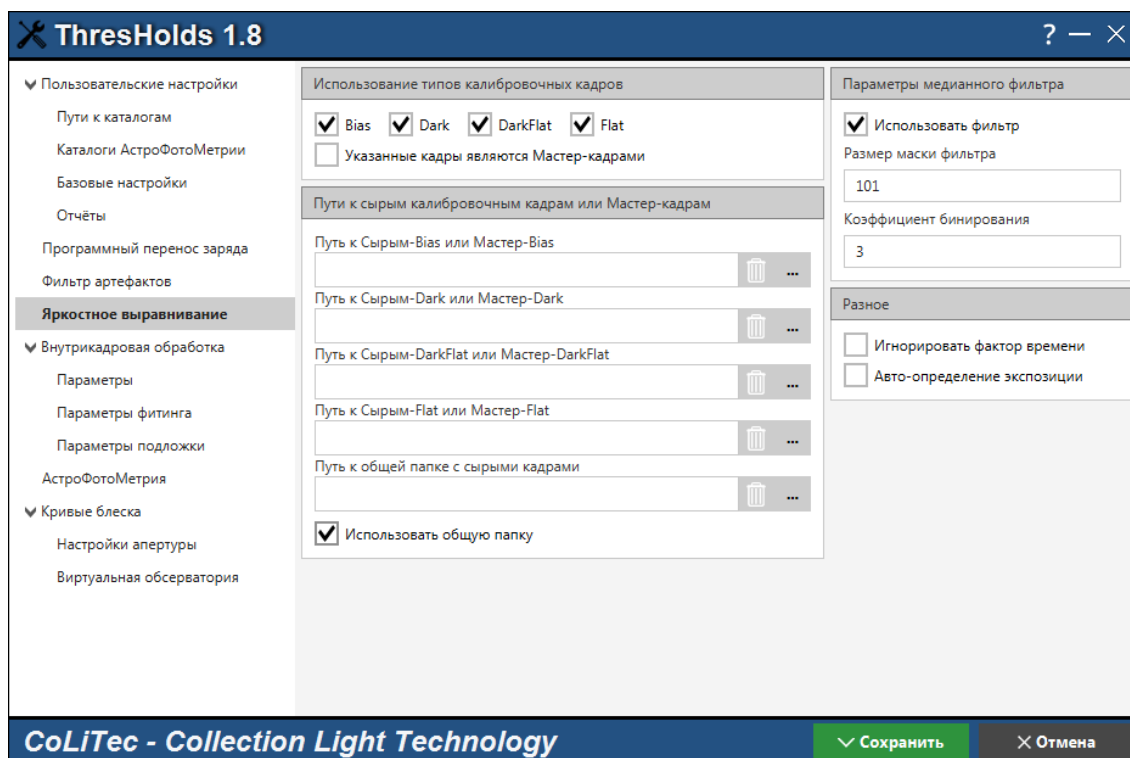 ThresHolds 1.8
?
Пользовательские настройки
Пути к каталогам
Каталоги АстроФотоМетрии
Базовые настройки
Отчёты
Программный перенос заряда
Фильтр артефактов
Яркостное выравнивание
Внутрикадровая обработка
Параметры
Параметры фитинга
Параметры подложки
АстроФотоМетрия
Кривые блеска
Настройки апертуры
Виртуальная обсерватория
Использование типов калибровочных кадров
Bias Dark DarkFlat Flat
Указанные кадры являются Мастер-кадрами
Пути к сырым калибровочным кадрам или Мастер-кадрам
Путь к Сырым-Bias или Мастер-Bias
...
Путь к Сырым-Dark или Мастер-Dark
...
Путь к Сырым-DarkFlat или Мастер-DarkFlat
...
Путь к Сырым-Flat или Мастер-Flat
...
Путь к общей папке с сырыми кадрами
...
Использовать общую папку
Параметры медианного фильтра
Использовать фильтр
Размер маски фильтра
101
Коэффициент бинирования
3
Разное
Игнорировать фактор времени
Авто-определение экспозиции
CoLiTec - Collection Light Technology
Сохранить
Отмена